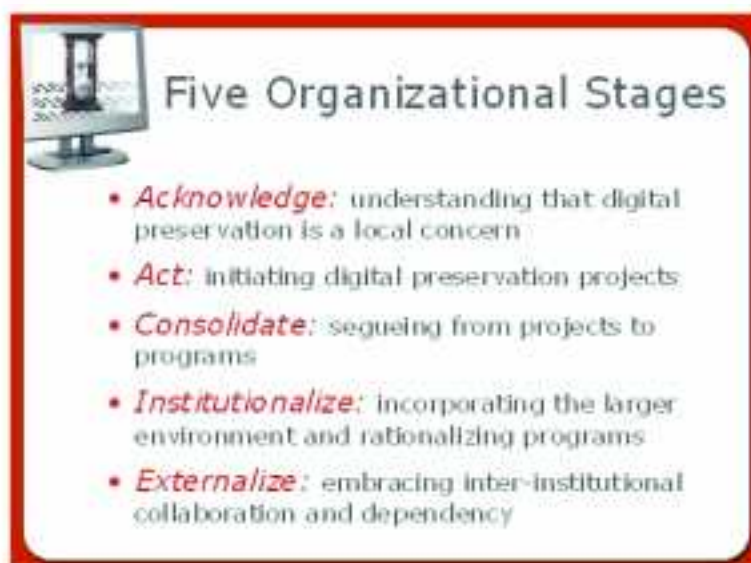 Five Organizational Stages
• Acknowledge: understanding that digital
preservation is a local concern
• Act: initiating digital preservation projects
• Consolidate: segueing from projects to
programs
• Institutionalize: incorporating the larger
environment and rationalizing programs
• Externalize: embracing inter-institutional
collaboration and dependency